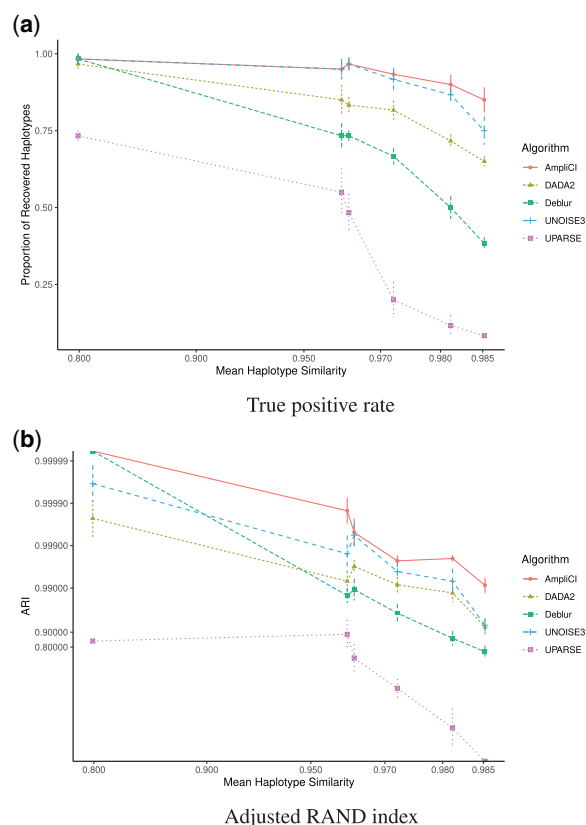 (a)
1.00
0.75
0.50
0.25
Proportion of Recovered Haplotypes
0.800 0.900 0.950 0.970 0.980 0.985
Mean Haplotype Similarity
Algorithm
AmpliCI
DADA2
Deblur
UNOISE3
UPARSE
True positive rate
(b)
0.99999
0.99990
0.99900
0.99000
0.90000
0.80000
ARI
0.800 0.900 0.950 0.970 0.980 0.985
Mean Haplotype Similarity
Algorithm
AmpliCI
DADA2
Deblur
UNOISE3
UPARSE
Adjusted RAND index